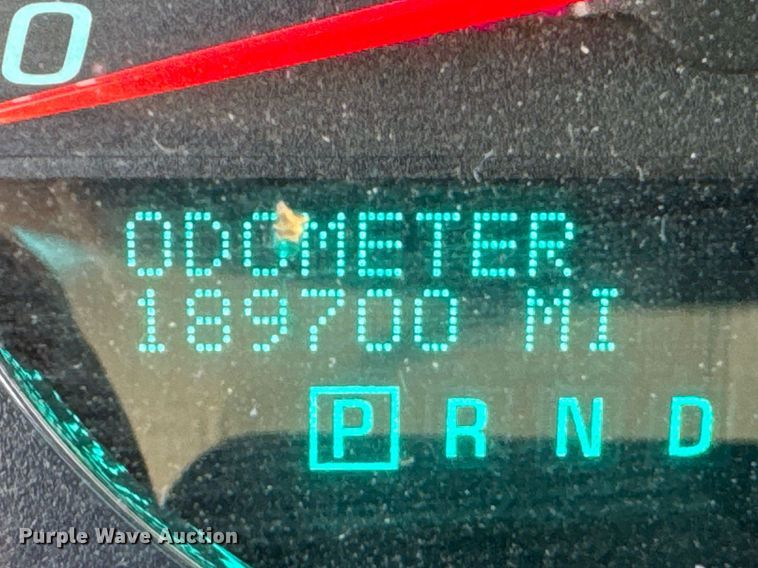 0
ODOMETER
189700 MI
P R N D
Purple Wave Auction